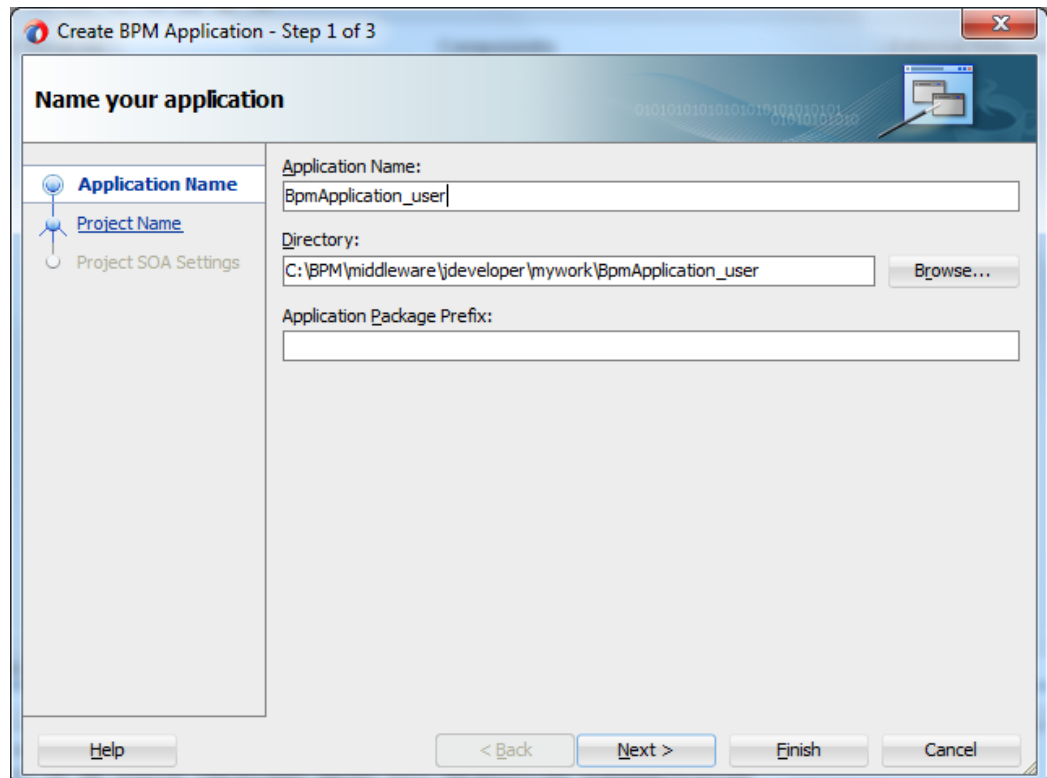 Create BPM Application - Step 1 of 3
Name your application
Application Name
Project Name
Project SOA Settings
Application Name:
BpmApplication_user
Directory:
C:\BPM\middleware\jdeveloper\mywork\BpmApplication_user
Browse...
Application Package Prefix:
Help
< Back
Next >
Finish
Cancel